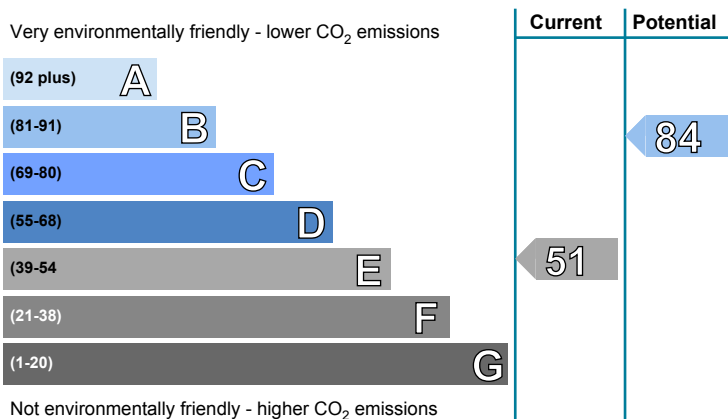 Very environmentally friendly - lower CO2 emissions
Current
Potential
(92 plus) A
(81-91) B
84
(69-80) C
(55-68) D
(39-54 E
51
(21-38) F
(1-20) G
Not environmentally friendly - higher CO2 emissions